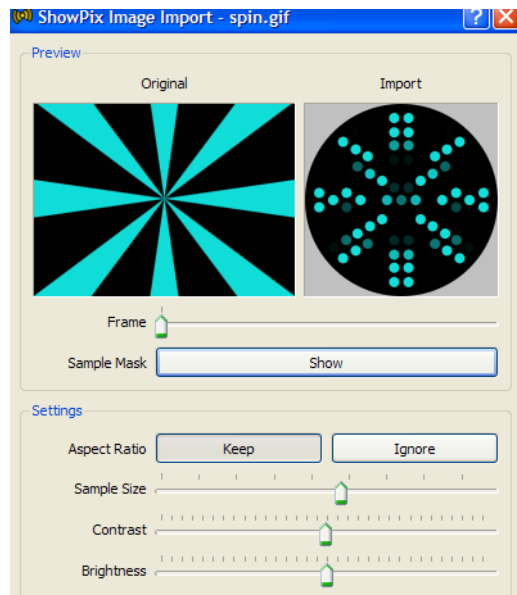 ShowPix Image Import - spin.gif
Preview
Original Import
Frame
Sample Mask Show
Settings
Aspect Ratio Keep Ignore
Sample Size
Contrast
Brightness